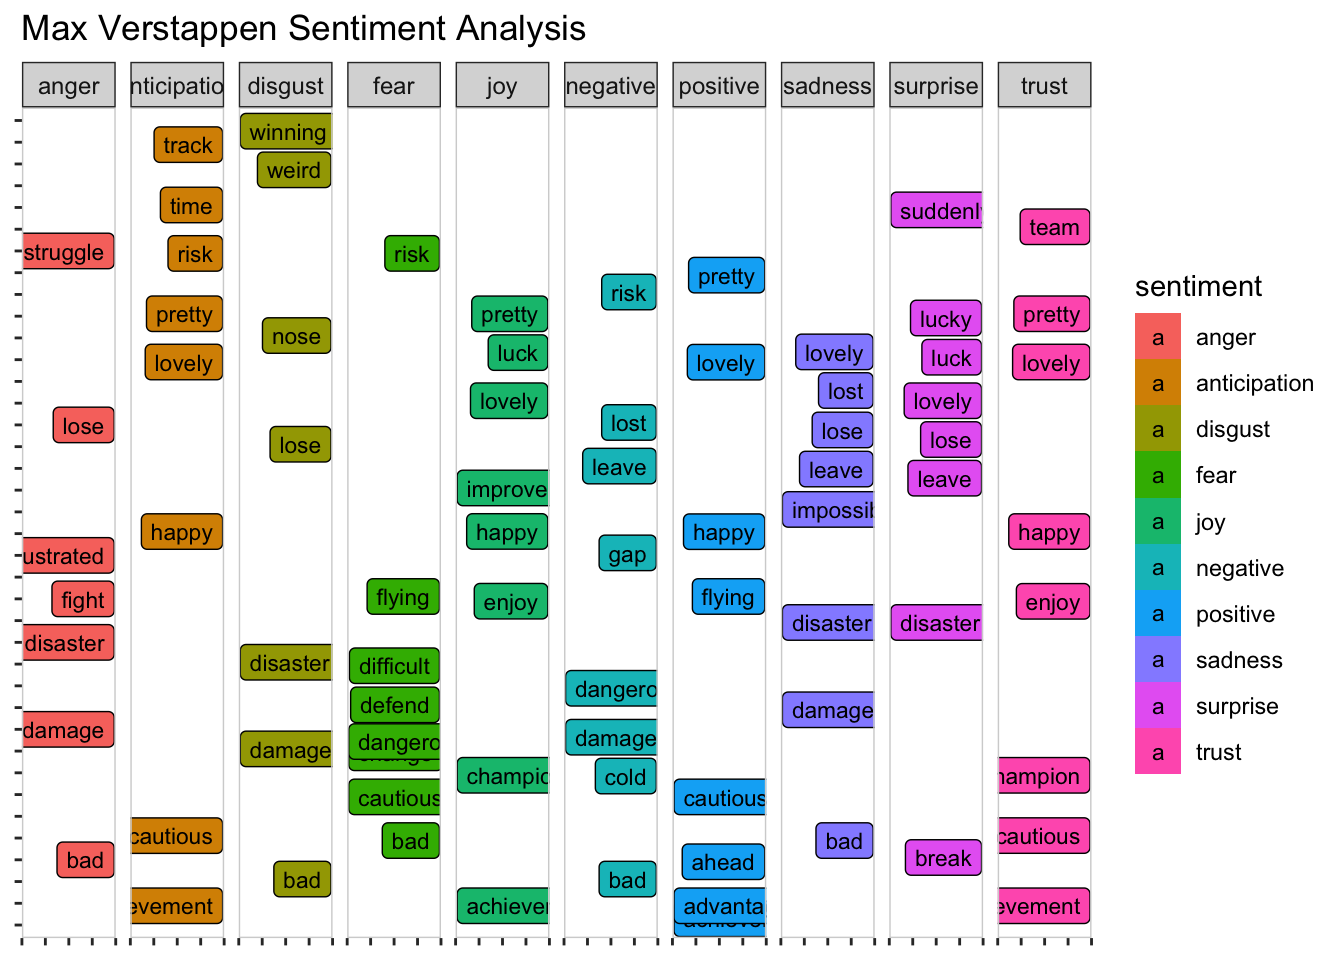 Max Verstappen Sentiment Analysis
anger
nticipatio
disgust
fear
joy
negative
positive
sadness
surprise
trust
struggle
lose
ustrated
fight
disaster
damage
bad
track
time
risk
pretty
lovely
happy
cautious
evement
winning
weird
nose
lose
disaster
damage
bad
risk
flying
difficult
defend
dangero
cautious
bad
pretty
luck
lovely
improve
happy
enjoy
champic
achiever
risk
lost
leave
gap
dangero
damage
cold
bad
pretty
lovely
happy
flying
cautious
ahead
advanta
lovely
lost
lose
leave
impossib
disaster
damage
bad
suddenl
lucky
luck
lovely
lose
leave
disaster
break
team
pretty
lovely
happy
enjoy
hampion
cautious
evement
sentiment
a anger
a anticipation
a disgust
a fear
a joy
a negative
a positive
a sadness
a surprise
a trust